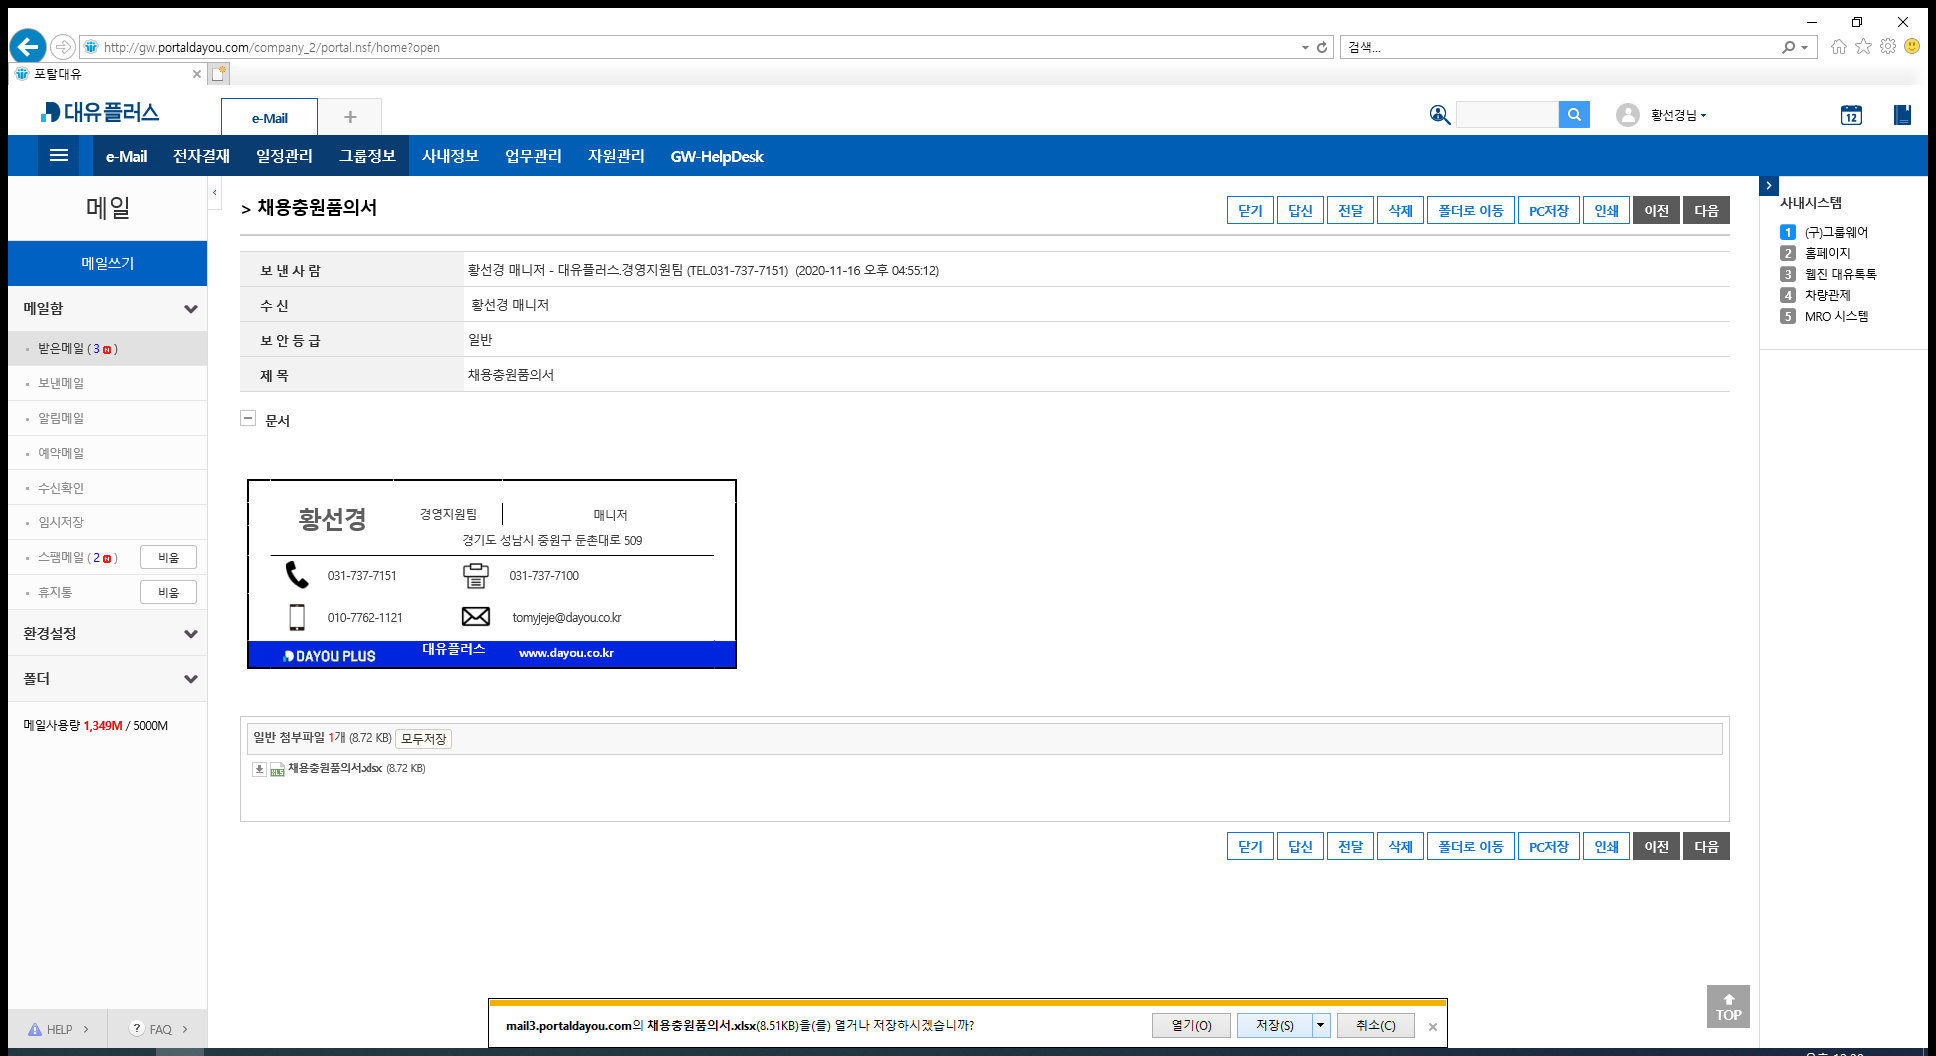 http://gw.portaldayou.com/company_2/portal.nsf/home?open
검색...
포탈대유
대유플러스
e-Mail
+
황선경님
12
e-Mail 전자결재 일정관리 그룹정보 사내정보 업무관리 자원관리 GW-HelpDesk
메일
메일쓰기
메일함
받은메일 ( 3 N )
보낸메일
알림메일
예약메일
수신확인
임시저장
스팸메일 ( 2 N ) 비움
휴지통 비움
환경설정
폴더
메일사용량 1,349M / 5000M
HELP >
? FAQ >
> 채용충원품의서
닫기 답신 전달 삭제 폴더로 이동 PC저장 인쇄 이전 다음
보 낸 사 람 황선경 매니저 - 대유플러스.경영지원팀 (TEL.031-737-7151) (2020-11-16 오후 04:55:12)
수 신 황선경 매니저
보 안 등 급 일반
제 목 채용충원품의서
문서
황선경 경영지원팀 매니저
경기도 성남시 중원구 둔촌대로 509
031-737-7151 031-737-7100
010-7762-1121 tomyjeje@dayou.co.kr
DAYOU PLUS 대유플러스 www.dayou.co.kr
일반 첨부파일 1개 (8.72 KB) 모두저장
XLS 채용충원품의서.xlsx (8.72 KB)
닫기 답신 전달 삭제 폴더로 이동 PC저장 인쇄 이전 다음
사내시스템
1 (구)그룹웨어
2 홈페이지
3 웹진 대유톡톡
4 차량관제
5 MRO 시스템
TOP
mail3.portaldayou.com의 채용충원품의서.xlsx(8.51KB)을(를) 열거나 저장하시겠습니까?
열기(O) 저장(S) 취소(C)